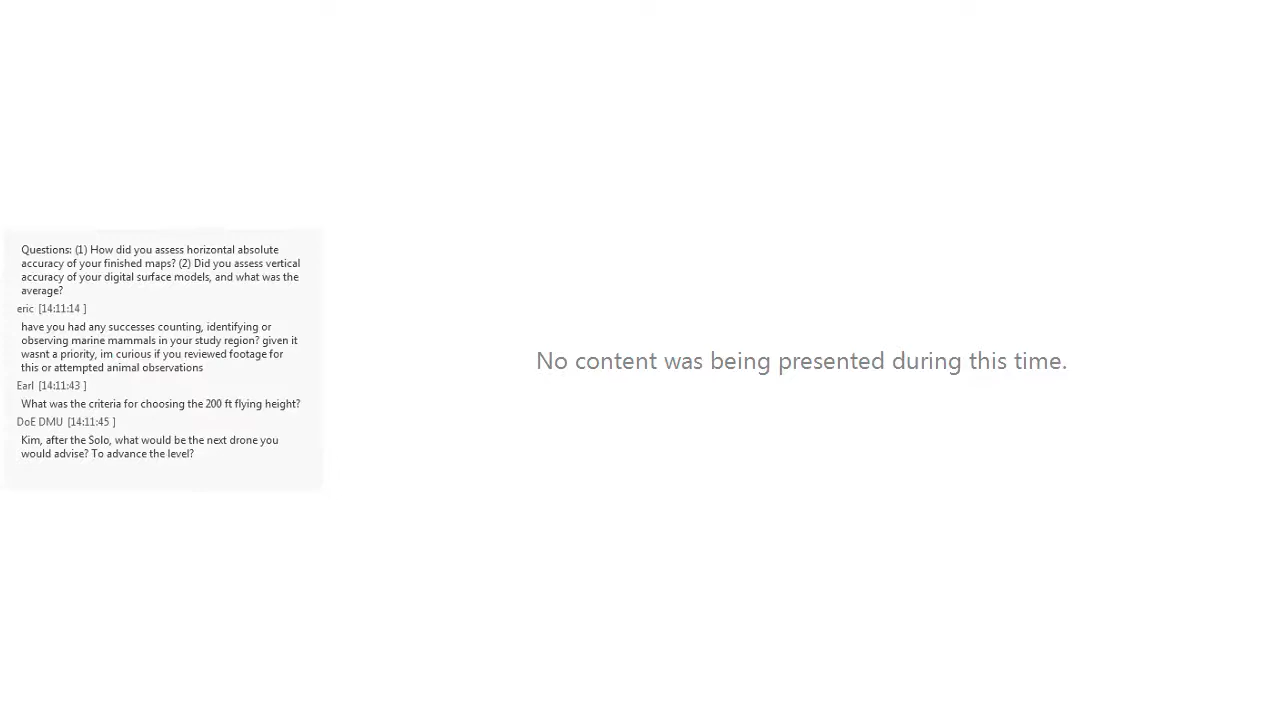 Questions: (1) How did you assess horizontal absolute
accuracy of your finished maps? (2) Did you assess vertical
accuracy of your digital surface models, and what was the
average?
eric [14:11:14 ]
have you had any successes counting, identifying or
observing marine mammals in your study region? given it
wasnt a priority, im curious if you reviewed footage for
this or attempted animal observations
Earl [14:11:43 ]
What was the criteria for choosing the 200 ft flying height?
DoE DMU [14:11:45 ]
Kim, after the Solo, what would be the next drone you
would advise? To advance the level?
No content was being presented during this time.